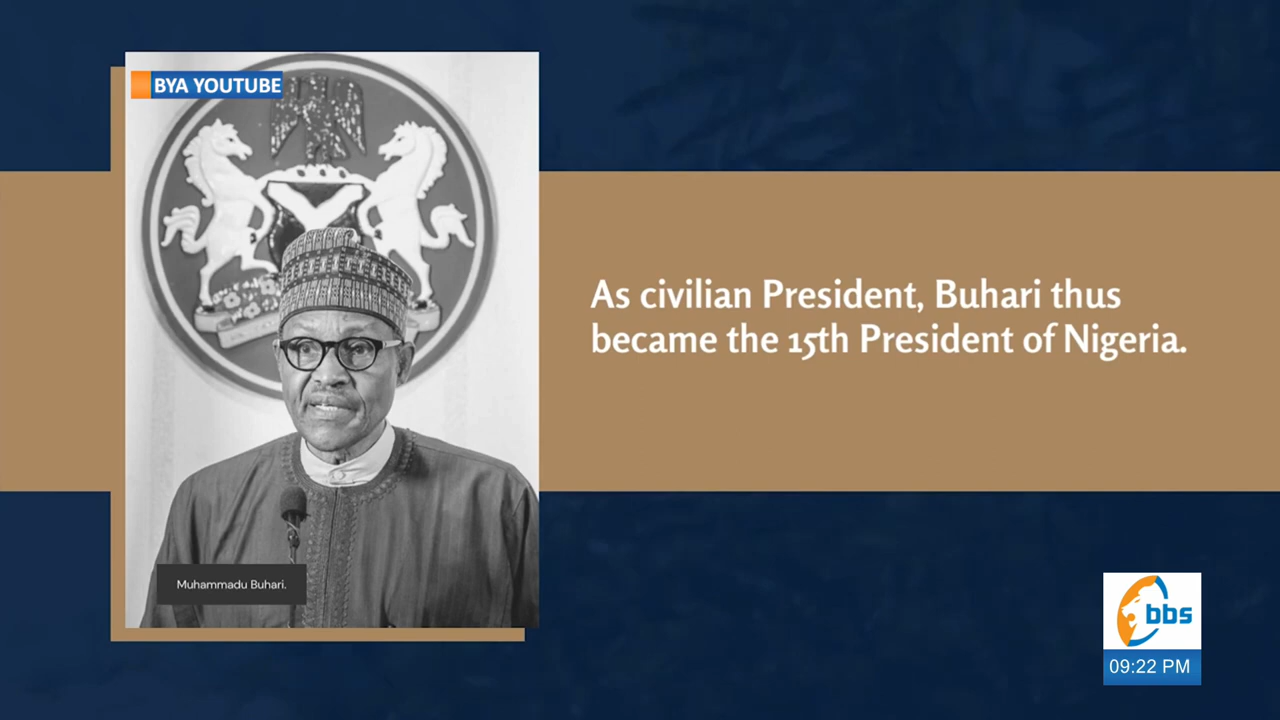 BYA YOUTUBE
As civilian President, Buhari thus
became the 15th President of Nigeria.
Muhammadu Buhari.
bbs
09:22 PM